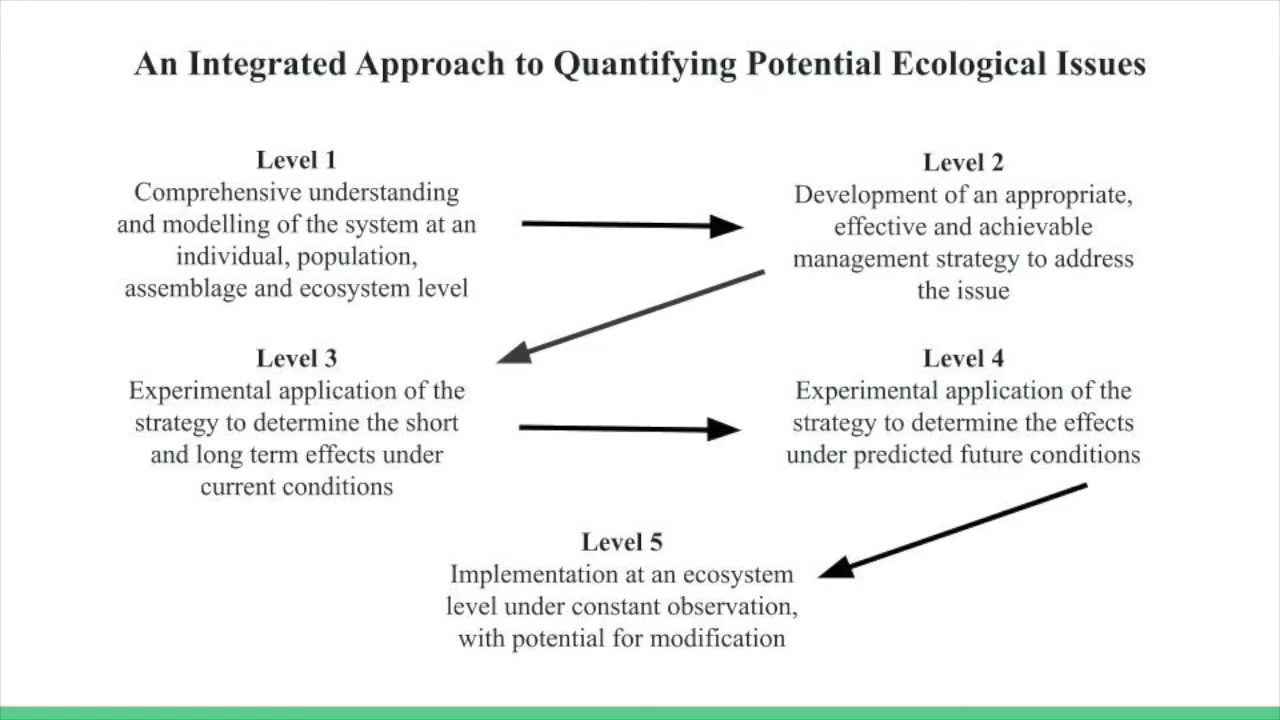 An Integrated Approach to Quantifying Potential Ecological Issues
Level 1
Comprehensive understanding
and modelling of the system at an
individual, population,
assemblage and ecosystem level
Level 2
Development of an appropriate,
effective and achievable
management strategy to address
the issue
Level 3
Experimental application of the
strategy to determine the short
and long term effects under
current conditions
Level 4
Experimental application of the
strategy to determine the effects
under predicted future conditions
Level 5
Implementation at an ecosystem
level under constant observation,
with potential for modification